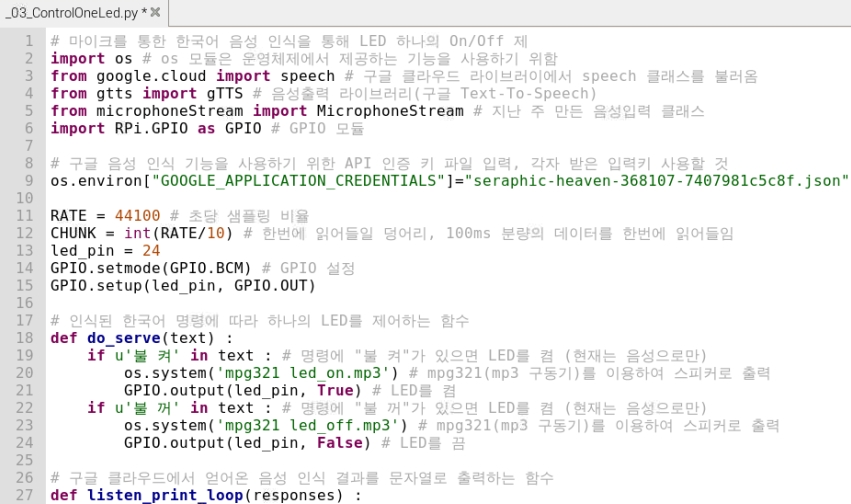 _03_ControlOneLed.py * ✕
1 # 마이크를 통한 한국어 음성 인식을 통해 LED 하나의 On/Off 제
2 import os # os 모듈은 운영체제에서 제공하는 기능을 사용하기 위함
3 from google.cloud import speech # 구글 클라우드 라이브러이에서 speech 클래스를 불러옴
4 from gtts import gTTS # 음성출력 라이브러리(구글 Text-To-Speech)
5 from microphoneStream import MicrophoneStream # 지난 주 만든 음성입력 클래스
6 import RPi.GPIO as GPIO # GPIO 모듈
7
8 # 구글 음성 인식 기능을 사용하기 위한 API 인증 키 파일 입력, 각자 받은 입력키 사용할 것
9 os.environ["GOOGLE_APPLICATION_CREDENTIALS"]="seraphic-heaven-368107-7407981c5c8f.json"
10
11 RATE = 44100 # 초당 샘플링 비율
12 CHUNK = int(RATE/10) # 한번에 읽어들일 덩어리, 100ms 분량의 데이터를 한번에 읽어들임
13 led_pin = 24
14 GPIO.setmode(GPIO.BCM) # GPIO 설정
15 GPIO.setup(led_pin, GPIO.OUT)
16
17 # 인식된 한국어 명령에 따라 하나의 LED를 제어하는 함수
18 def do_serve(text) :
19 if u'불 켜' in text : # 명령에 "불 켜"가 있으면 LED를 켬 (현재는 음성으로만)
20 os.system('mpg321 led_on.mp3') # mpg321(mp3 구동기)를 이용하여 스피커로 출력
21 GPIO.output(led_pin, True) # LED를 켬
22 if u'불 꺼' in text : # 명령에 "불 꺼"가 있으면 LED를 켬 (현재는 음성으로만)
23 os.system('mpg321 led_off.mp3') # mpg321(mp3 구동기)를 이용하여 스피커로 출력
24 GPIO.output(led_pin, False) # LED를 끔
25
26 # 구글 클라우드에서 얻어온 음성 인식 결과를 문자열로 출력하는 함수
27 def listen_print_loop(responses) :